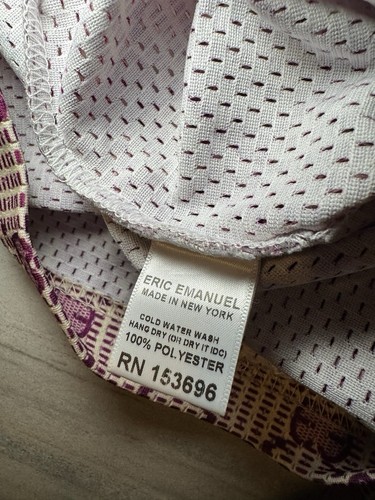 ERIC EMANUEL
MADE IN NEW YORK
COLD WATER WASH
HANG DRY (OR DRY IT IDC)
100% POLYESTER
RN 153696